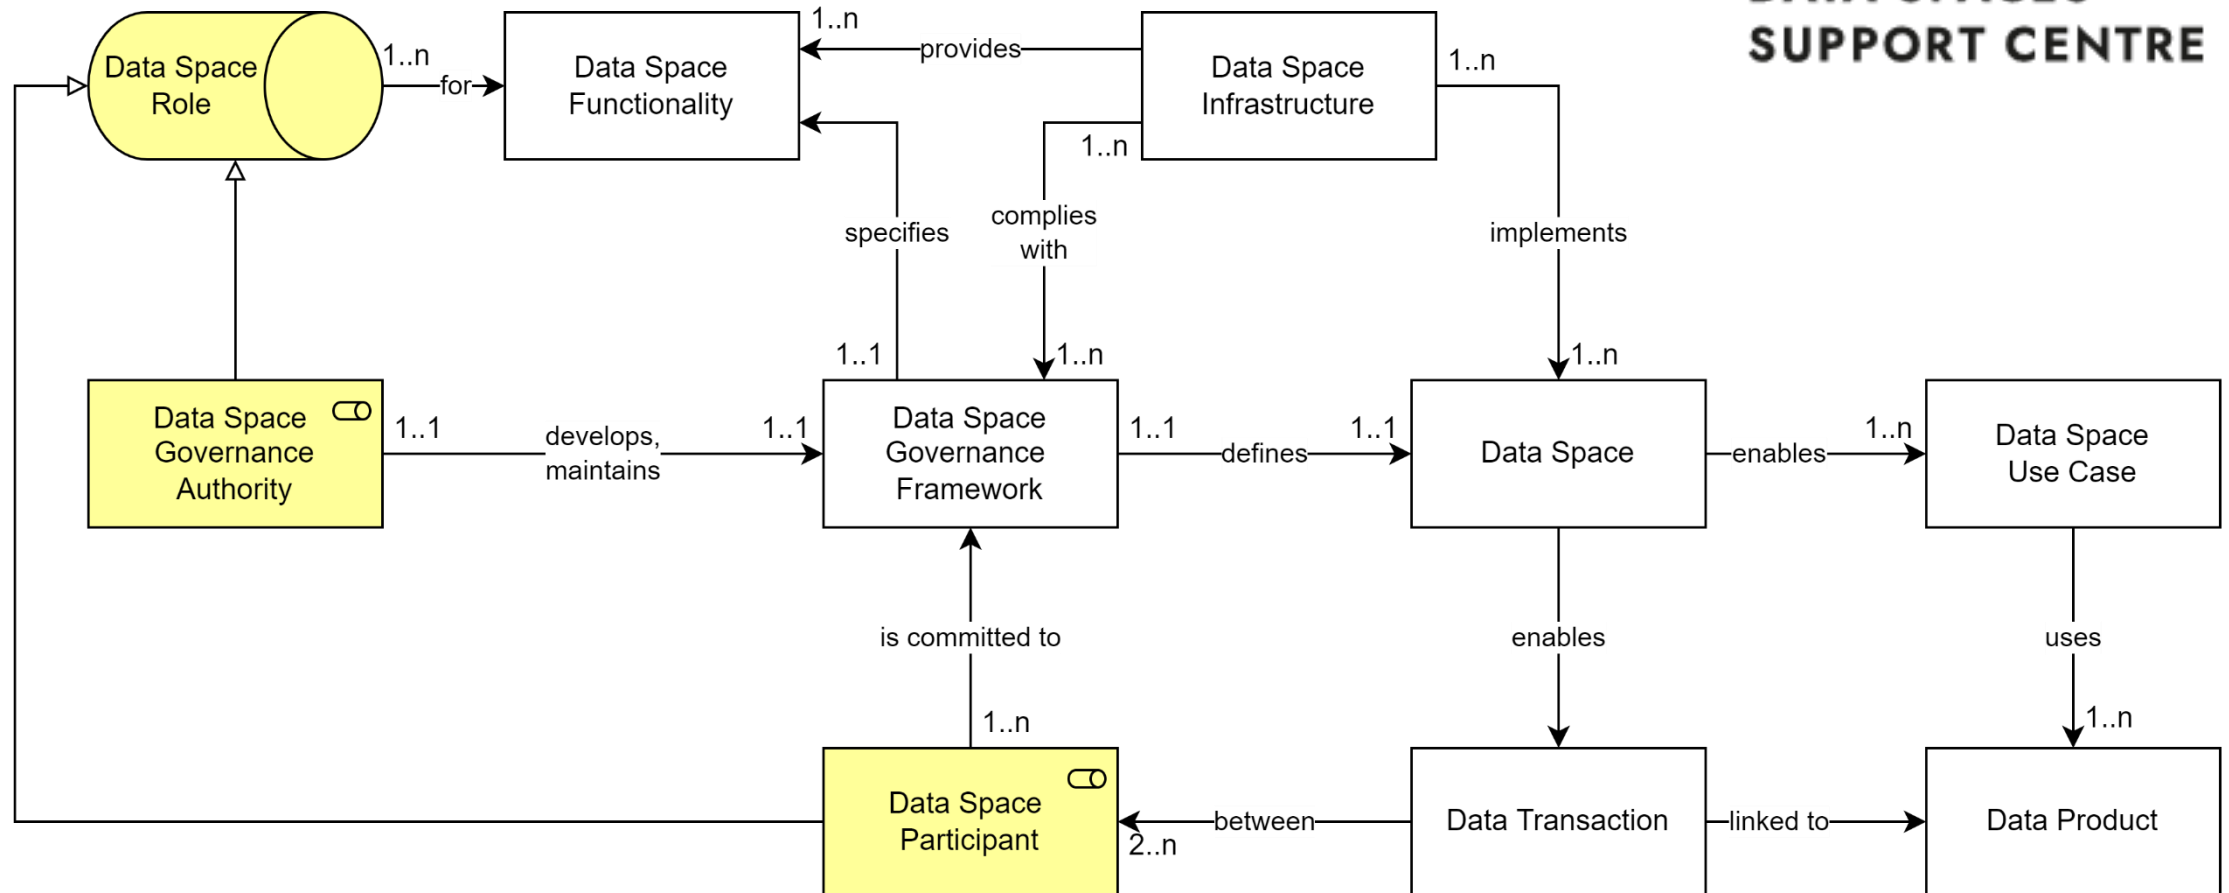 SUPPORT CENTRE
1..n
provides
1..n
Data Space
Role
1..n
for
Data Space
Functionality
Data Space
Infrastructure
1..n
specifies
complies
with
implements
1..1
1..n
1..n
Data Space
Governance
Authority
1..1
develops,
maintains
1..1
Data Space
Governance
Framework
1..1
defines
1..1
Data Space
enables
1..n
Data Space
Use Case
is committed to
enables
uses
1..n
1..n
Data Space
Participant
between
2..n
Data Transaction
linked to
Data Product